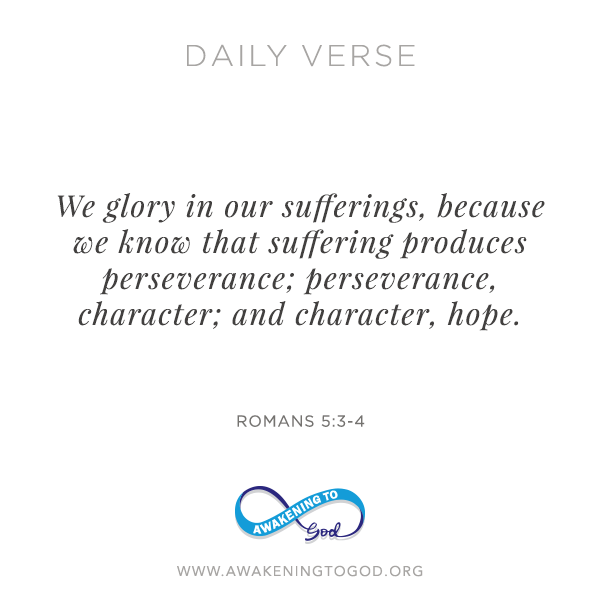 DAILY VERSE
We glory in our sufferings, because
we know that suffering produces
perseverance; perseverance,
character; and character, hope.
ROMANS 5:3-4
AWAKENING TO
God
WWW.AWAKENINGTOGOD.ORG